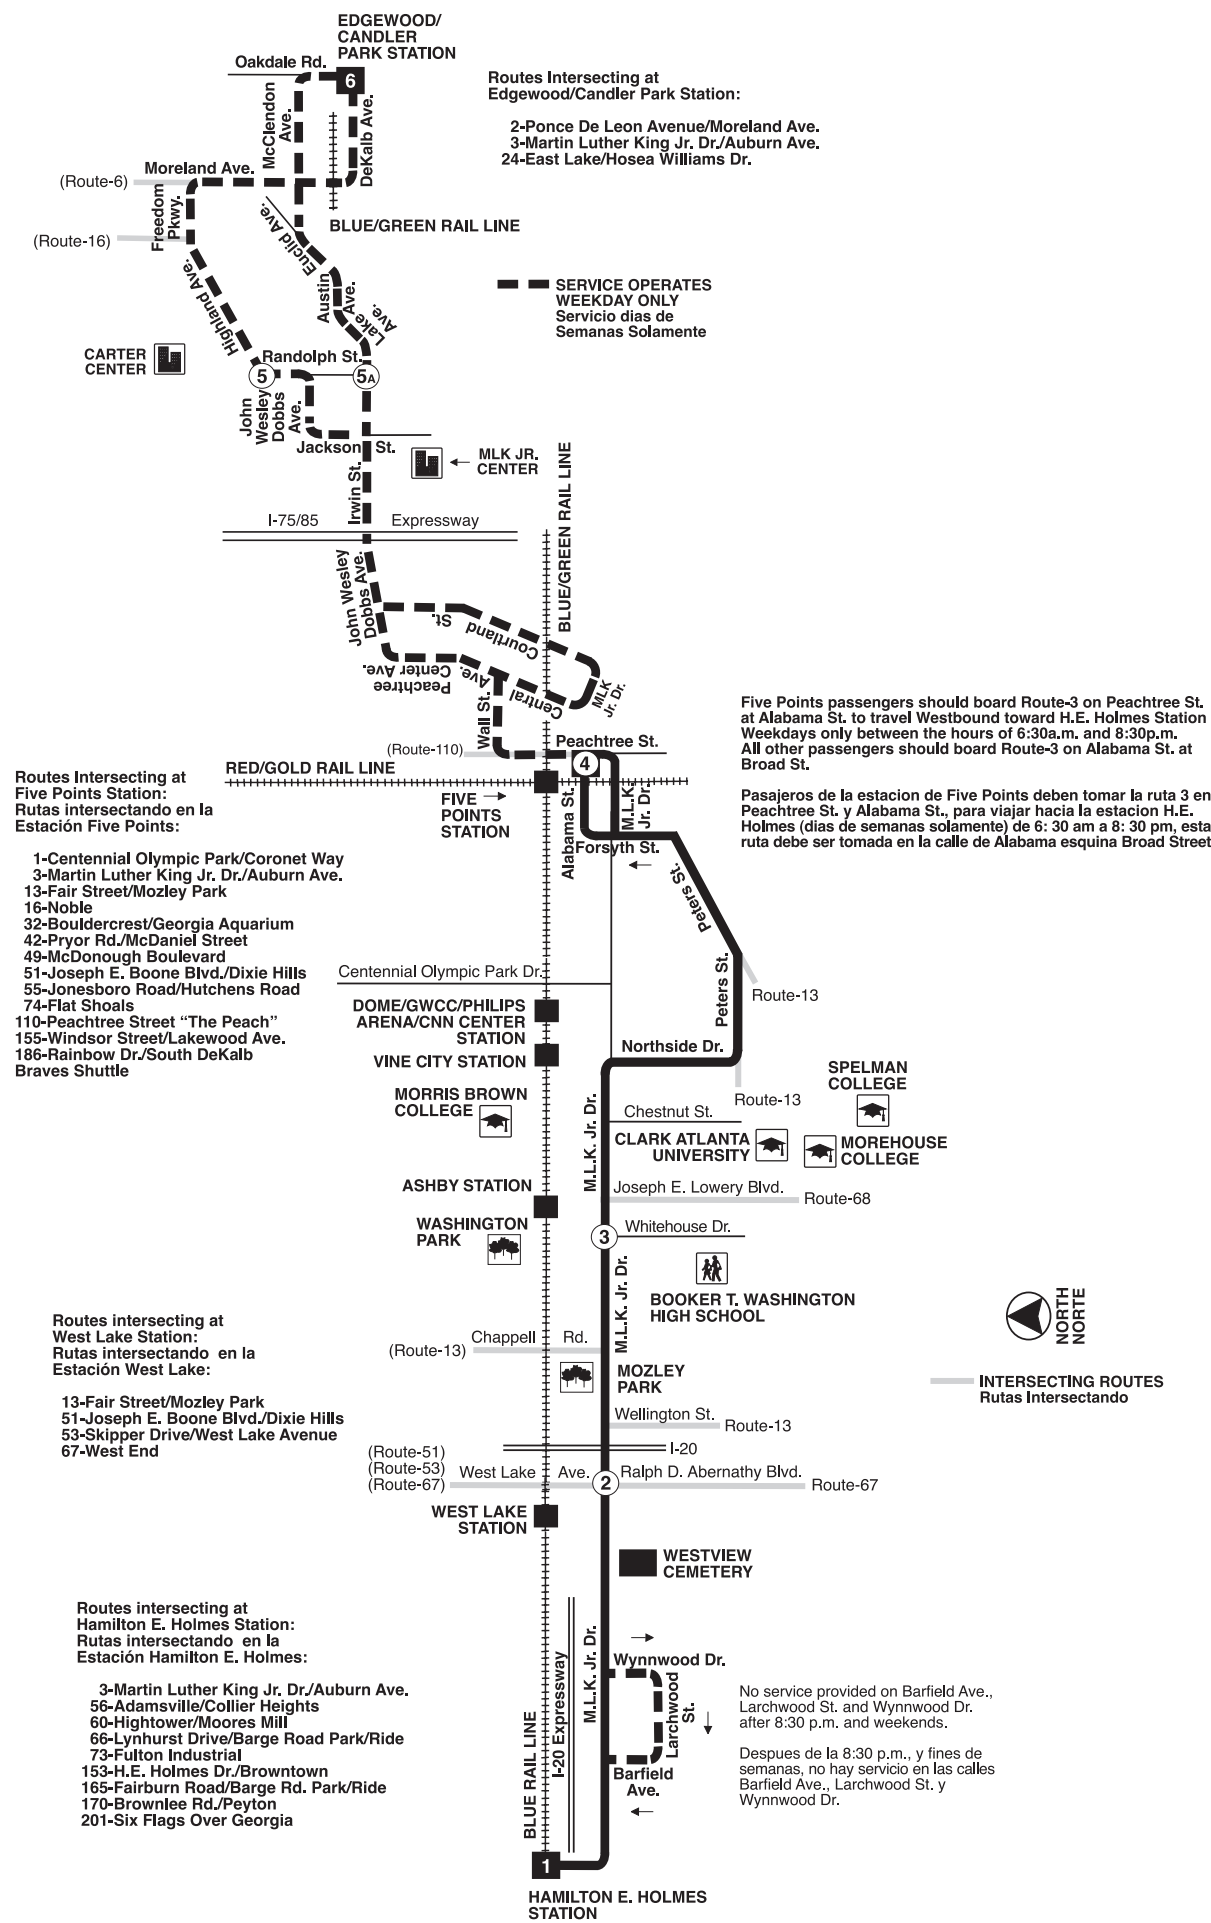 EDGEWOOD/
CANDLER
PARK STATION
Oakdale Rd.
6
McClendon
Ave.
DeKalb Ave.
Routes Intersecting at
Edgewood/Candler Park Station:
2-Ponce De Leon Avenue/Moreland Ave.
3-Martin Luther King Jr. Dr./Auburn Ave.
24-East Lake/Hosea Williams Dr.
Moreland Ave.
(Route-6)
Freedom
Pkwy.
BLUE/GREEN RAIL LINE
(Route-16)
Euclid Ave.
Highland Ave.
Austin
Ave.
Lake
Ave.
SERVICE OPERATES
WEEKDAY ONLY
Servicio dias de
Semanas Solamente
CARTER
CENTER
Randolph St.
5
5A
John
Wesley
Dobbs
Ave.
Jackson St.
MLK JR.
CENTER
Irwin St.
I-75/85 Expressway
BLUE/GREEN RAIL LINE
John Wesley
Dobbs Ave.
Courtland
St.
Peachtree
Center Ave.
Central
Ave.
MLK
Jr. Dr.
Wall St.
(Route-110)
Peachtree St.
4
RED/GOLD RAIL LINE
FIVE
POINTS
STATION
Alabama St.
M.L.K.
Jr. Dr.
Forsyth St.
Five Points passengers should board Route-3 on Peachtree St.
at Alabama St. to travel Westbound toward H.E. Holmes Station
Weekdays only between the hours of 6:30a.m. and 8:30p.m.
All other passengers should board Route-3 on Alabama St. at
Broad St.
Pasajeros de la estacion de Five Points deben tomar la ruta 3 en
Peachtree St. y Alabama St., para viajar hacia la estacion H.E.
Holmes (dias de semanas solamente) de 6: 30 am a 8: 30 pm, esta
ruta debe ser tomada en la calle de Alabama esquina Broad Street
Routes Intersecting at
Five Points Station:
Rutas intersectando en la
Estación Five Points:
1-Centennial Olympic Park/Coronet Way
3-Martin Luther King Jr. Dr./Auburn Ave.
13-Fair Street/Mozley Park
16-Noble
32-Bouldercrest/Georgia Aquarium
42-Pryor Rd./McDaniel Street
49-McDonough Boulevard
51-Joseph E. Boone Blvd./Dixie Hills
55-Jonesboro Road/Hutchens Road
74-Flat Shoals
110-Peachtree Street “The Peach”
155-Windsor Street/Lakewood Ave.
186-Rainbow Dr./South DeKalb
Braves Shuttle
Peters St.
Peters St.
Centennial Olympic Park Dr.
Route-13
DOME/GWCC/PHILIPS
ARENA/CNN CENTER
STATION
Northside Dr.
VINE CITY STATION
Route-13
MORRIS BROWN
COLLEGE
M.L.K. Jr. Dr.
Chestnut St.
SPELMAN
COLLEGE
CLARK ATLANTA
UNIVERSITY
MOREHOUSE
COLLEGE
ASHBY STATION
Joseph E. Lowery Blvd.
Route-68
WASHINGTON
PARK
3
Whitehouse Dr.
M.L.K. Jr. Dr.
BOOKER T. WASHINGTON
HIGH SCHOOL
NORTH
NORTE
Routes intersecting at
West Lake Station:
Rutas intersectando en la
Estación West Lake:
13-Fair Street/Mozley Park
51-Joseph E. Boone Blvd./Dixie Hills
53-Skipper Drive/West Lake Avenue
67-West End
Chappell Rd.
(Route-13)
MOZLEY
PARK
INTERSECTING ROUTES
Rutas Intersectando
Wellington St.
Route-13
I-20
(Route-51)
(Route-53)
(Route-67)
West Lake Ave.
2
Ralph D. Abernathy Blvd.
Route-67
WEST LAKE
STATION
WESTVIEW
CEMETERY
Routes intersecting at
Hamilton E. Holmes Station:
Rutas intersectando en la
Estación Hamilton E. Holmes:
3-Martin Luther King Jr. Dr./Auburn Ave.
56-Adamsville/Collier Heights
60-Hightower/Moores Mill
66-Lynhurst Drive/Barge Road Park/Ride
73-Fulton Industrial
153-H.E. Holmes Dr./Browntown
165-Fairburn Road/Barge Rd. Park/Ride
170-Brownlee Rd./Peyton
201-Six Flags Over Georgia
BLUE RAIL LINE
I-20 Expressway
M.L.K. Jr. Dr.
Wynnwood Dr.
Larchwood
St.
Barfield
Ave.
No service provided on Barfield Ave.,
Larchwood St. and Wynnwood Dr.
after 8:30 p.m. and weekends.
Despues de la 8:30 p.m., y fines de
semanas, no hay servicio en las calles
Barfield Ave., Larchwood St. y
Wynnwood Dr.
1
HAMILTON E. HOLMES
STATION